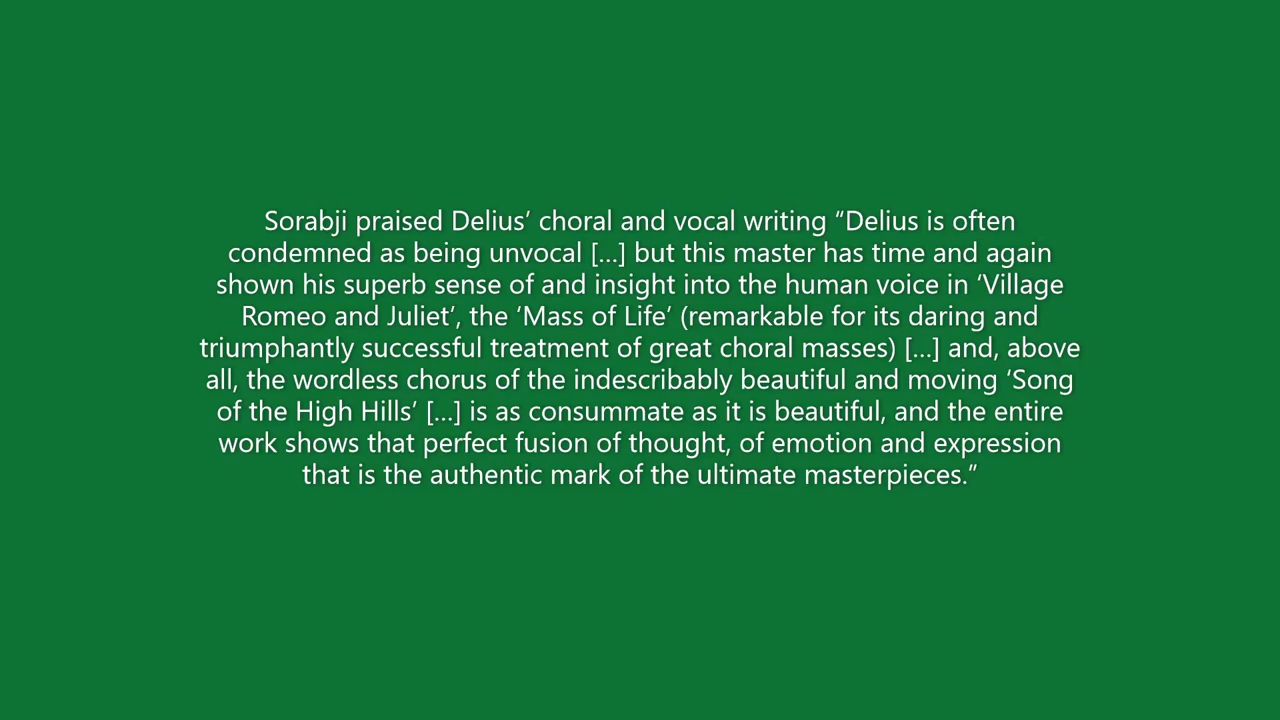 Sorabji praised Delius’ choral and vocal writing “Delius is often
condemned as being unvocal [...] but this master has time and again
shown his superb sense of and insight into the human voice in ‘Village
Romeo and Juliet’, the ‘Mass of Life’ (remarkable for its daring and
triumphantly successful treatment of great choral masses) [...] and, above
all, the wordless chorus of the indescribably beautiful and moving ‘Song
of the High Hills’ [...] is as consummate as it is beautiful, and the entire
work shows that perfect fusion of thought, of emotion and expression
that is the authentic mark of the ultimate masterpieces.”